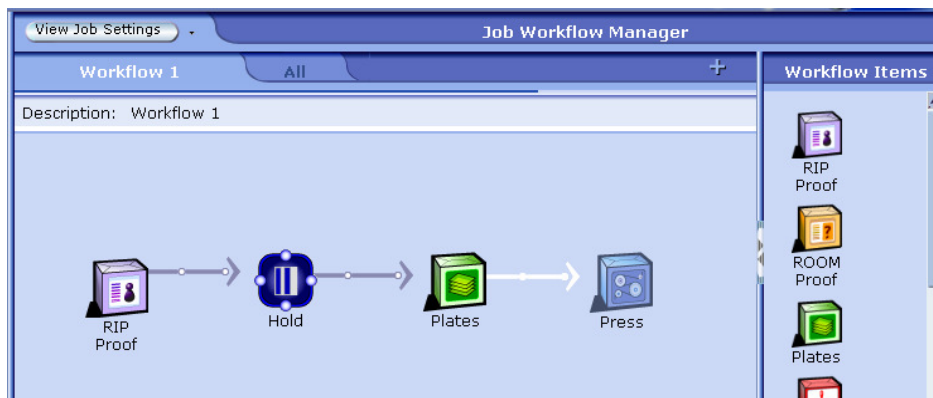 View Job Settings
Job Workflow Manager
Workflow 1
All
+
Workflow Items
Description: Workflow 1
RIP
Proof
Hold
Plates
Press
RIP
Proof
ROOM
Proof
Plates